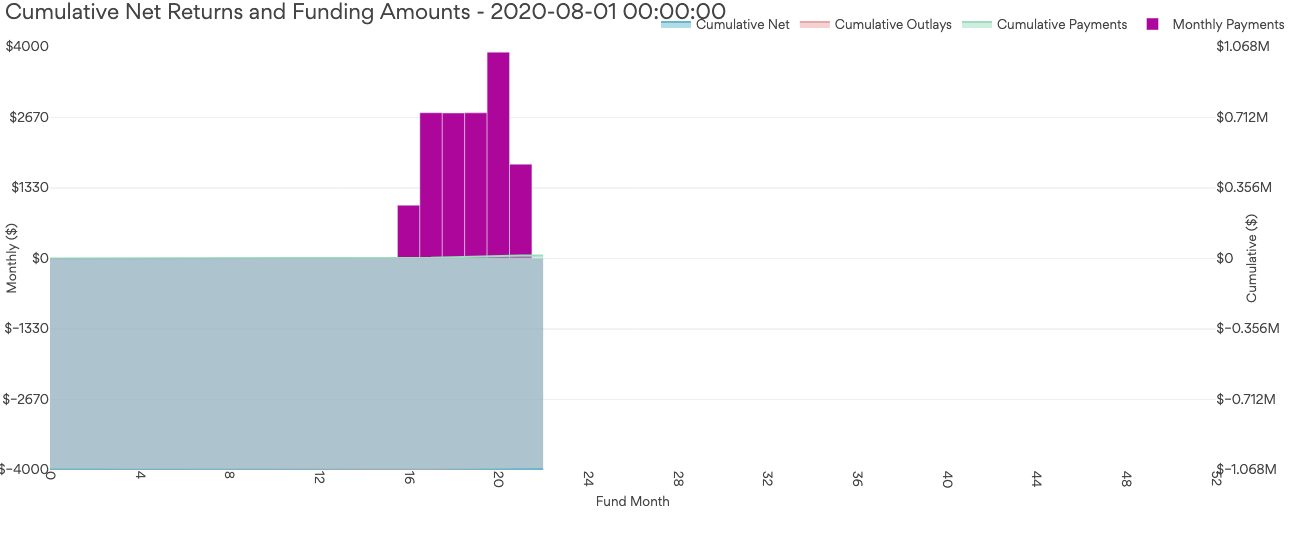 Cumulative Net Returns and Funding Amounts - 2020-08-01 00:00:00
Cumulative Net
Cumulative Outlays
Cumulative Payments
Monthly Payments
$4000
$2670
$1330
$0
$−1330
$−2670
$−4000
Monthly ($)
$1.068M
$0.712M
$0.356M
$0
$−0.356M
$−0.712M
$−1.068M
Cumulative ($)
0 4 8 12 16 20 24 28 32 36 40 44 48 52
Fund Month